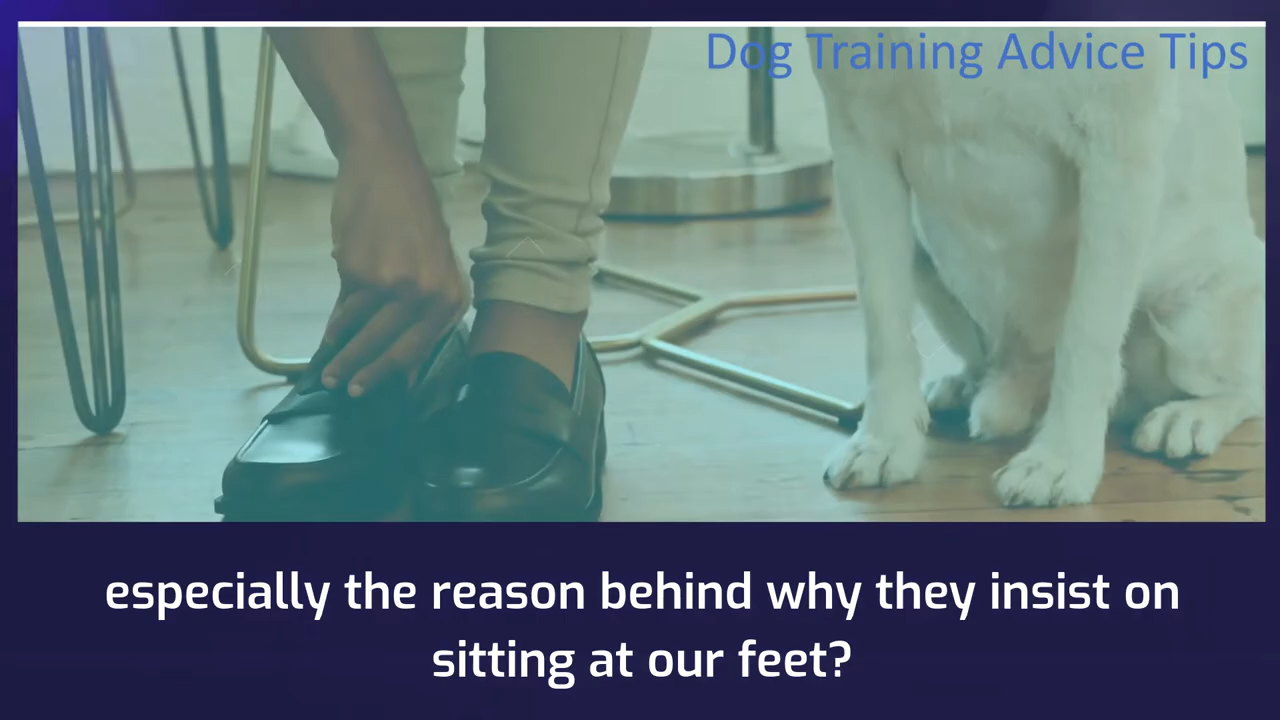 Dog Training Advice Tips
especially the reason behind why they insist on
sitting at our feet?